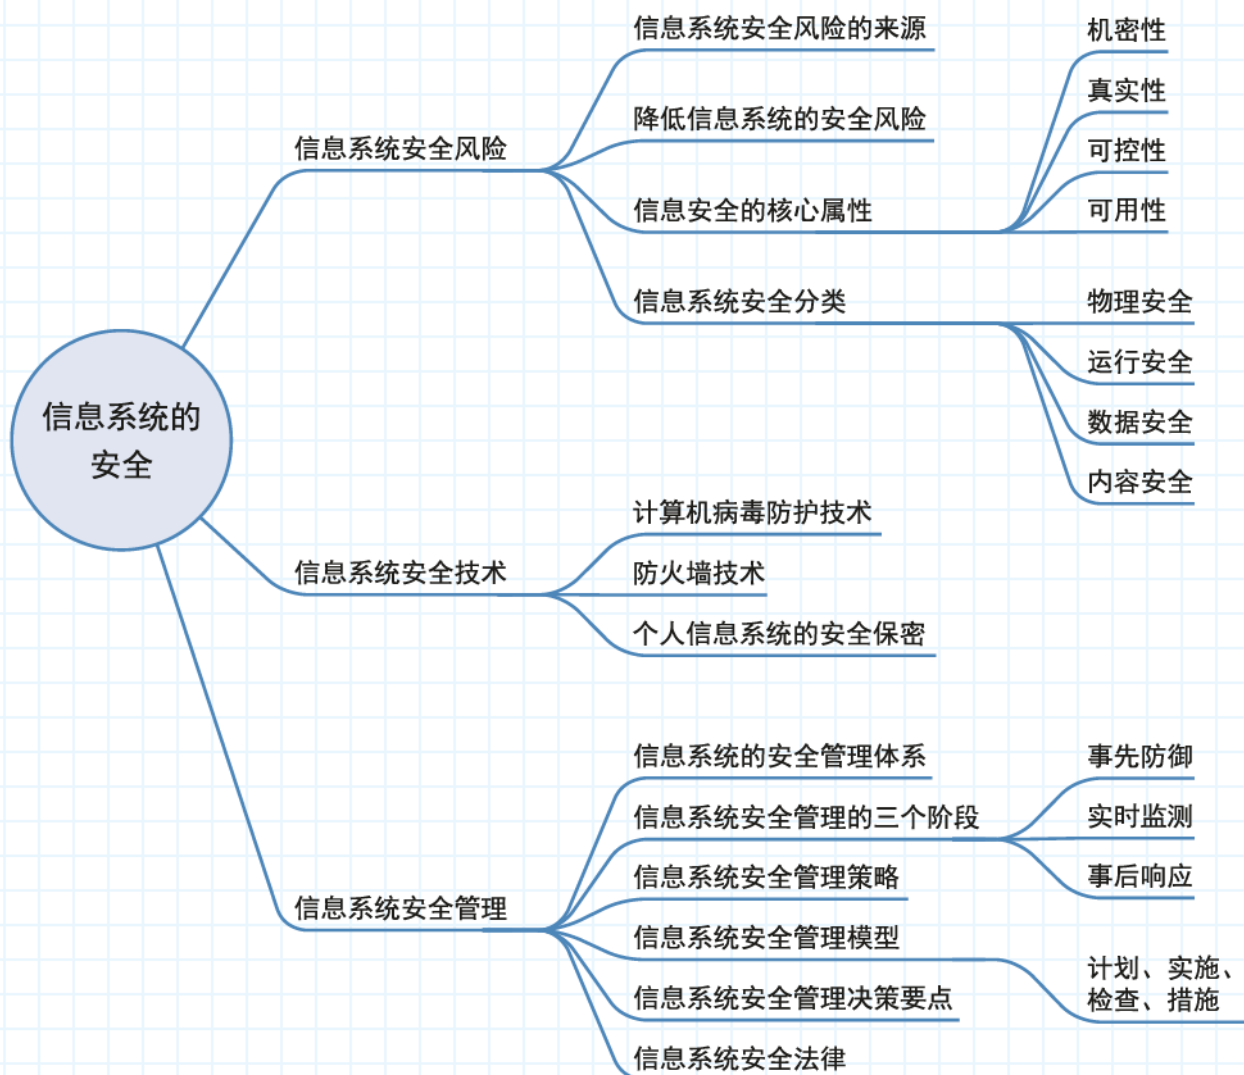 信息系统的
安全
信息系统安全风险
信息系统安全风险的来源
降低信息系统的安全风险
信息安全的核心属性
机密性
真实性
可控性
可用性
信息系统安全分类
物理安全
运行安全
数据安全
内容安全
信息系统安全技术
计算机病毒防护技术
防火墙技术
个人信息系统的安全保密
信息系统安全管理
信息系统的安全管理体系
信息系统安全管理的三个阶段
事先防御
实时监测
事后响应
信息系统安全管理策略
信息系统安全管理模型
计划、实施、
检查、措施
信息系统安全管理决策要点
信息系统安全法律